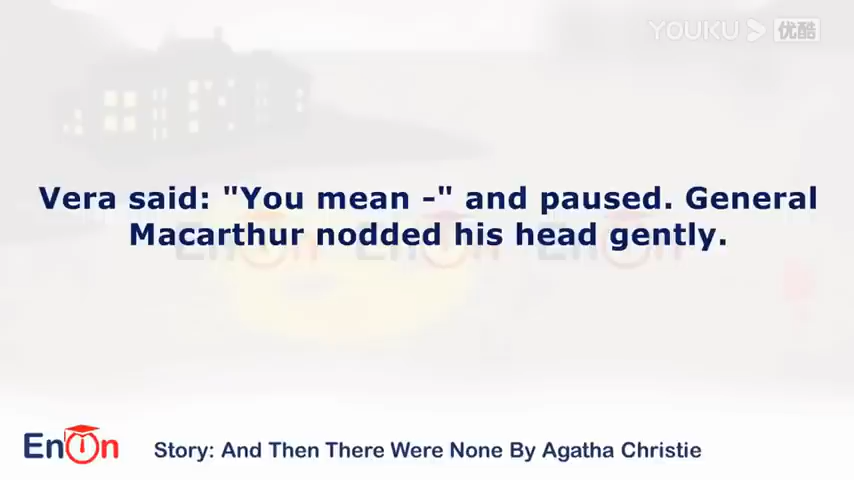 YOUKU 优酷
Vera said: "You mean -" and paused. General
Macarthur nodded his head gently.
EnOn
Story: And Then There Were None By Agatha Christie